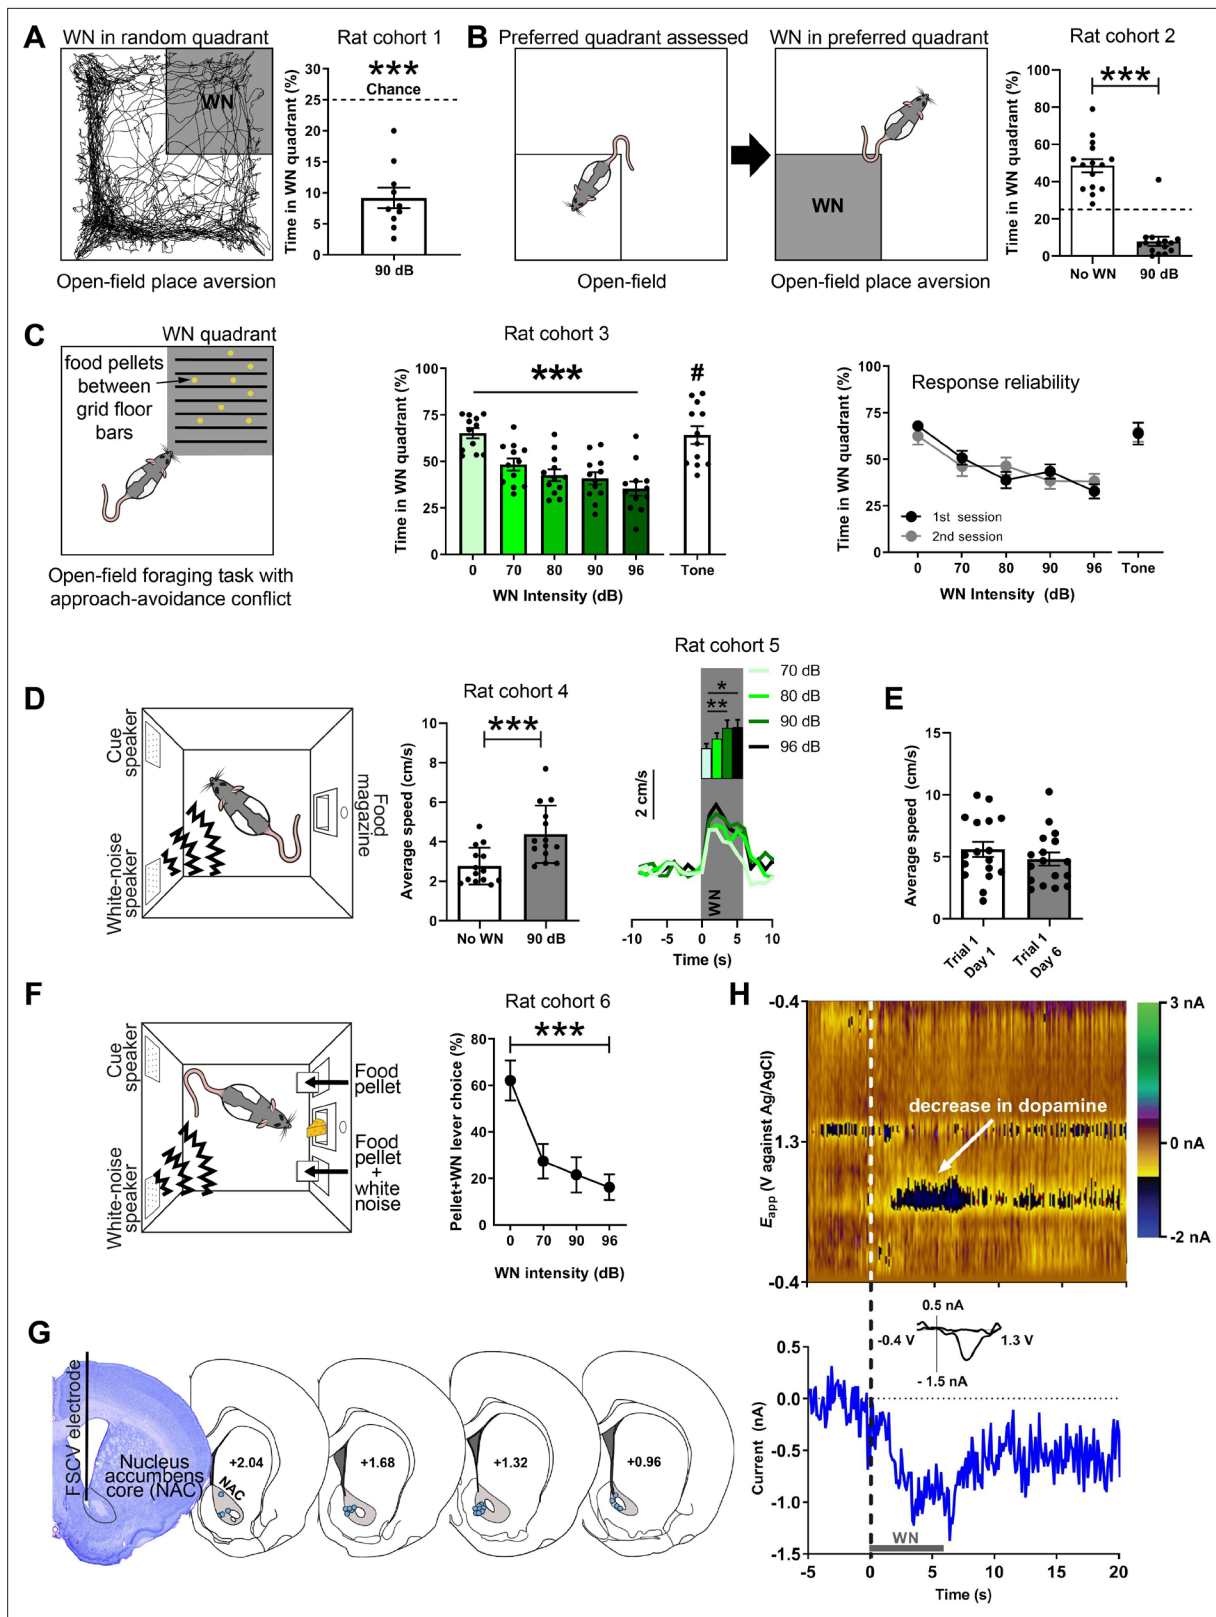 A
WN in random quadrant
WN
Open-field place aversion
Rat cohort 1
Time in WN quadrant (%)
30
25
20
15
10
5
0
***
Chance
90 dB
B
Preferred quadrant assessed
Open-field
WN in preferred quadrant
WN
Open-field place aversion
Rat cohort 2
Time in WN quadrant (%)
100
80
60
40
20
0
***
No WN
90 dB
C
WN quadrant
food pellets
between
grid floor
bars
Open-field foraging task with
approach-avoidance conflict
Rat cohort 3
Time in WN quadrant (%)
100
75
50
25
0
***
#
0 70 80 90 96 Tone
WN Intensity (dB)
Response reliability
Time in WN quadrant (%)
100
75
50
25
0
1st session
2nd session
0 70 80 90 96 Tone
WN Intensity (dB)
D
Cue
speaker
White-noise
speaker
Food
magazine
Rat cohort 4
Average speed (cm/s)
10
8
6
4
2
0
***
No WN 90 dB
Rat cohort 5
70 dB
80 dB
90 dB
96 dB
*
**
2 cm/s
WN
-10 -5 0 5 10
Time (s)
E
Average speed (cm/s)
15
10
5
0
Trial 1
Day 1
Trial 1
Day 6
F
Cue
speaker
White-noise
speaker
Food
pellet
Food
pellet
+
white
noise
Rat cohort 6
Pellet+WN lever choice (%)
80
60
40
20
0
***
0 70 90 96
WN intensity (dB)
G
FSCV electrode
Nucleus
accumbens
core (NAC)
NAC
+2.04
+1.68
+1.32
+0.96
H
Eapp (V against Ag/AgCl)
-0.4
1.3
-0.4
decrease in dopamine
3 nA
0 nA
-2 nA
0.5 nA
-0.4 V
1.3 V
- 1.5 nA
Current (nA)
0.5
0.0
-0.5
-1.0
-1.5
WN
-5 0 5 10 15 20
Time (s)